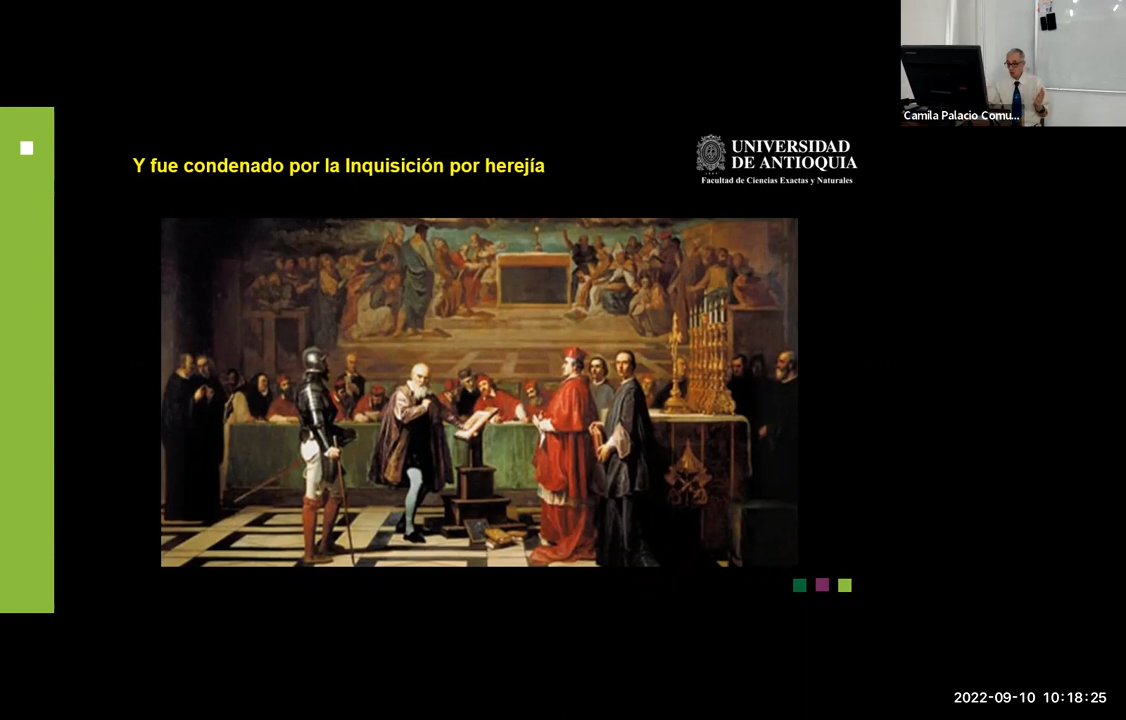 Camila Palacio Comu...
Y fue condenado por la Inquisición por herejía
UNIVERSIDAD
DE ANTIOQUIA
Facultad de Ciencias Exactas y Naturales
2022-09-10 10:18:25